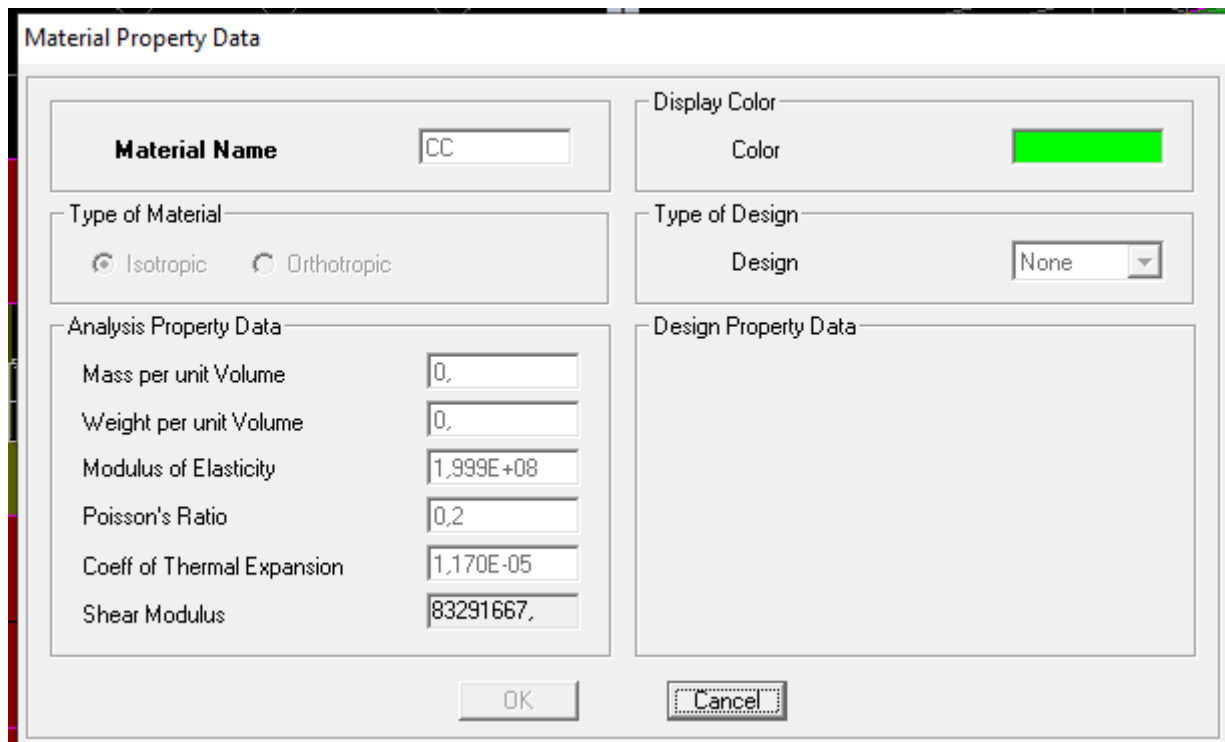 Material Property Data
Material Name CC
Display Color
Color
Type of Material
Isotropic Orthotropic
Type of Design
Design None
Analysis Property Data
Mass per unit Volume 0,
Weight per unit Volume 0,
Modulus of Elasticity 1,999E+08
Poisson's Ratio 0,2
Coeff of Thermal Expansion 1,170E-05
Shear Modulus 83291667,
Design Property Data
OK Cancel